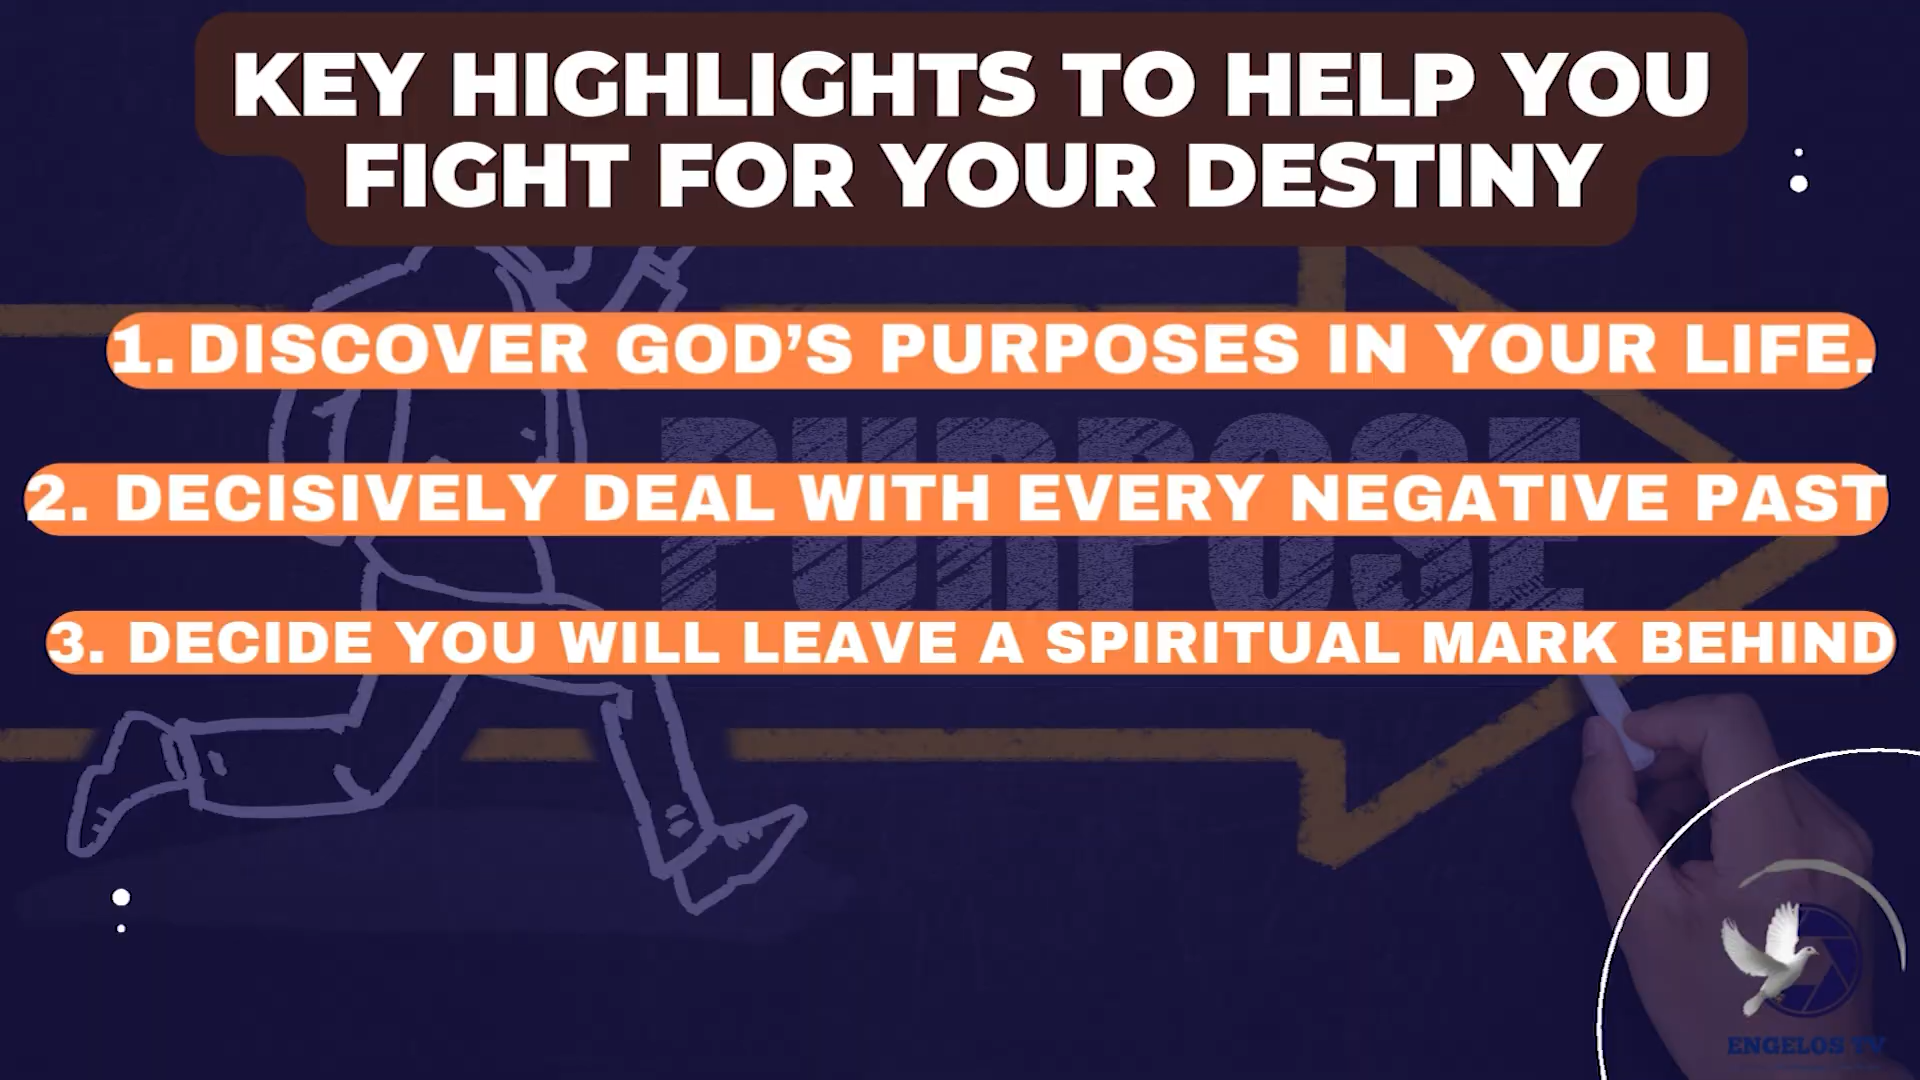 KEY HIGHLIGHTS TO HELP YOU
FIGHT FOR YOUR DESTINY
1. DISCOVER GOD’S PURPOSES IN YOUR LIFE.
PURPOSE
2. DECISIVELY DEAL WITH EVERY NEGATIVE PAST
3. DECIDE YOU WILL LEAVE A SPIRITUAL MARK BEHIND
ENGELOS TV